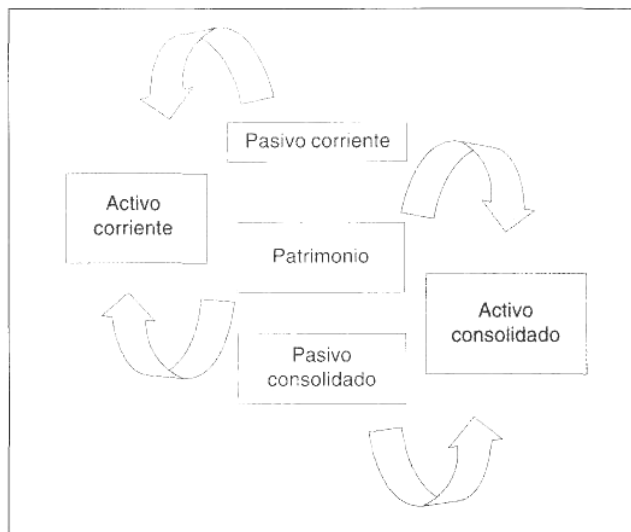 Pasivo corriente
Activo
corriente
Patrimonio
Activo
consolidado
Pasivo
consolidado